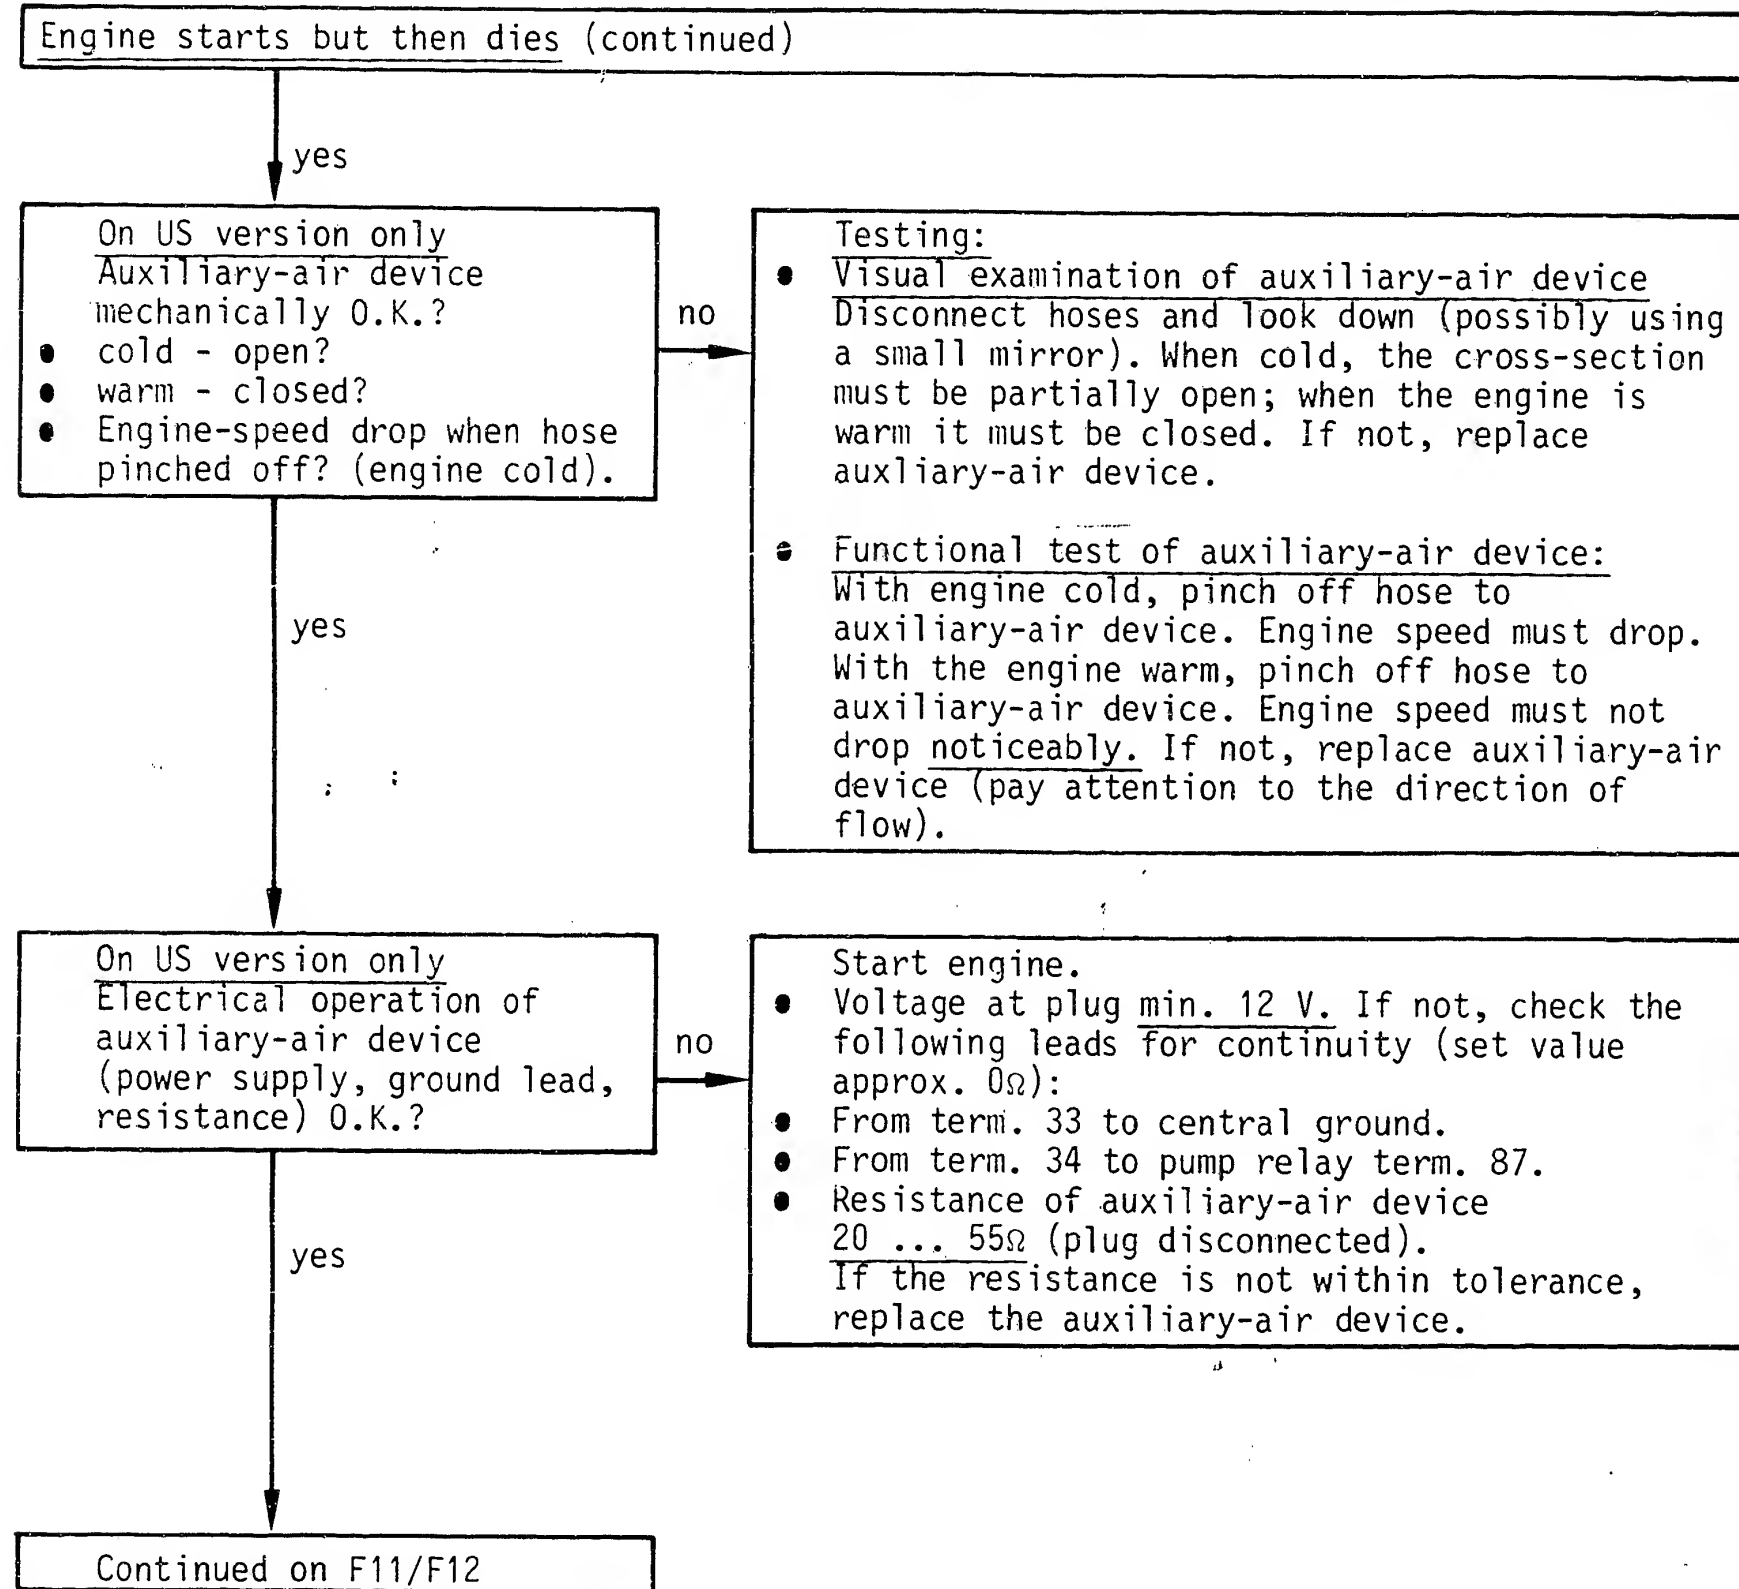 Engine starts but then dies (continued)
yes
On US version only
Auxiliary-air device
mechanically O.K.?
● cold - open?
● warm - closed?
● Engine-speed drop when hose
pinched off? (engine cold).
no
Testing:
● Visual examination of auxiliary-air device
Disconnect hoses and look down (possibly using
a small mirror). When cold, the cross-section
must be partially open; when the engine is
warm it must be closed. If not, replace
auxliary-air device.
● Functional test of auxiliary-air device:
With engine cold, pinch off hose to
auxiliary-air device. Engine speed must drop.
With the engine warm, pinch off hose to
auxiliary-air device. Engine speed must not
drop noticeably. If not, replace auxiliary-air
device (pay attention to the direction of
flow).
yes
On US version only
Electrical operation of
auxiliary-air device
(power supply, ground lead,
resistance) O.K.?
no
Start engine.
● Voltage at plug min. 12 V. If not, check the
following leads for continuity (set value
approx. 0Ω):
● From term. 33 to central ground.
● From term. 34 to pump relay term. 87.
● Resistance of auxiliary-air device
20 ... 55Ω (plug disconnected).
If the resistance is not within tolerance,
replace the auxiliary-air device.
yes
Continued on F11/F12